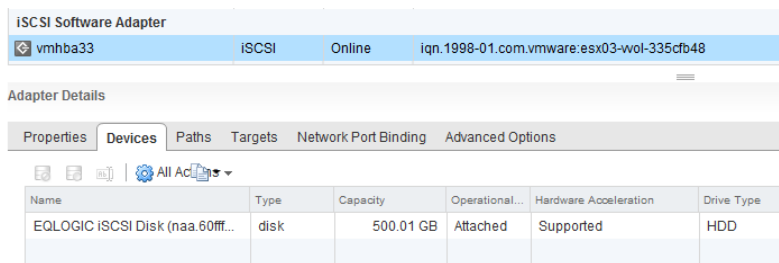 iSCSI Software Adapter
vmhba33 iSCSI Online iqn.1998-01.com.vmware:esx03-wol-335cfb48
Adapter Details
Properties Devices Paths Targets Network Port Binding Advanced Options
All Actions
Name Type Capacity Operational... Hardware Acceleration Drive Type
EQLOGIC iSCSI Disk (naa.60fff... disk 500.01 GB Attached Supported HDD